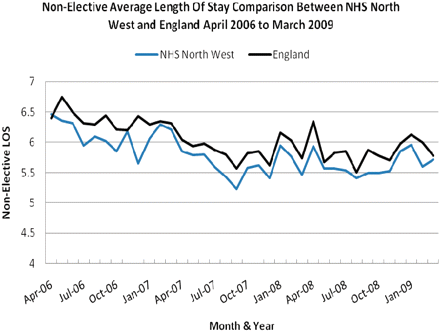 Non-Elective Average Length Of Stay Comparison Between NHS North
West and England April 2006 to March 2009
NHS North West
England
7
6.5
6
5.5
5
4.5
4
Non-Elective LOS
Apr-06
Jul-06
Oct-06
Jan-07
Apr-07
Jul-07
Oct-07
Jan-08
Apr-08
Jul-08
Oct-08
Jan-09
Month & Year